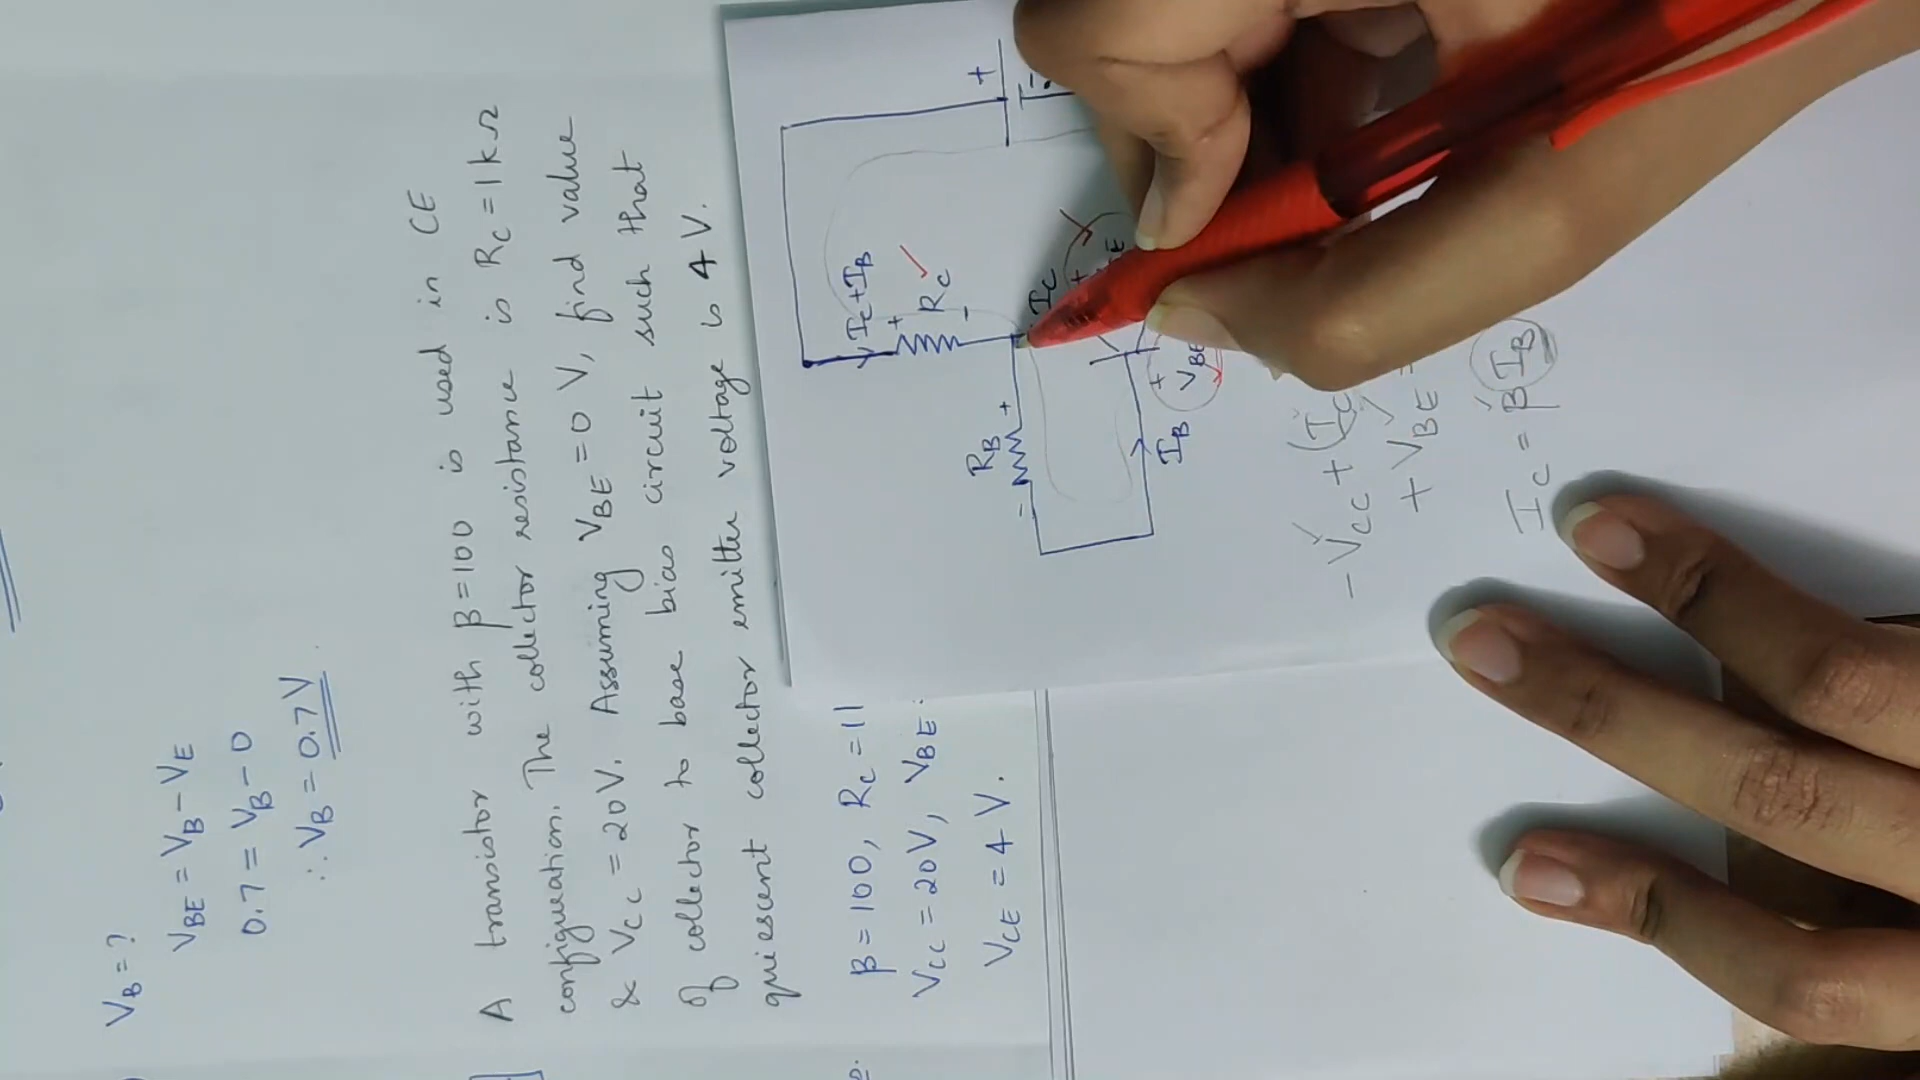 V_B = ?
V_BE = V_B - V_E
0.7 = V_B - 0
∴ V_B = 0.7V
A transistor with β = 100 is used in CE
configuration. The collector resistance is R_C = 1 kΩ
& V_CC = 20V. Assuming V_BE = 0 V, find value
of collector to base bias circuit such that
quiescent collector emitter voltage is 4 V.
β = 100, R_C = 1
V_CC = 20V, V_BE
V_CE = 4 V.
+
I_C + I_B
+ R_C -
I_C
R_B
- +
+
V_BE
I_B
- V_CC + (I_C
+ V_BE =
I_C = β I_B